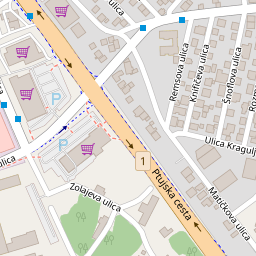 ulica
Remsova ulica
Knifičeva ulica
Šnoflova ulica
P
P
ulica
1
Ulica Kragulj
Ptujska cesta
Matičkova ulica
Zolajeva ulica